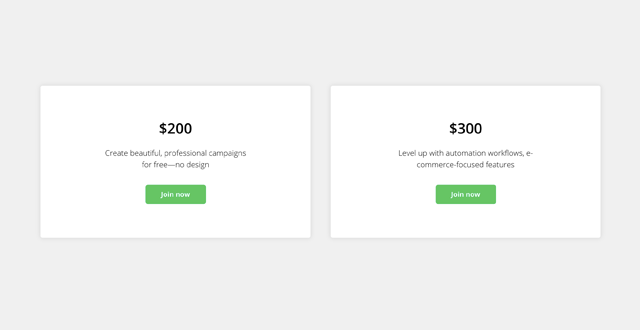 $200
Create beautiful, professional campaigns
for free—no design
Join now
$300
Level up with automation workflows, e-
commerce-focused features
Join now